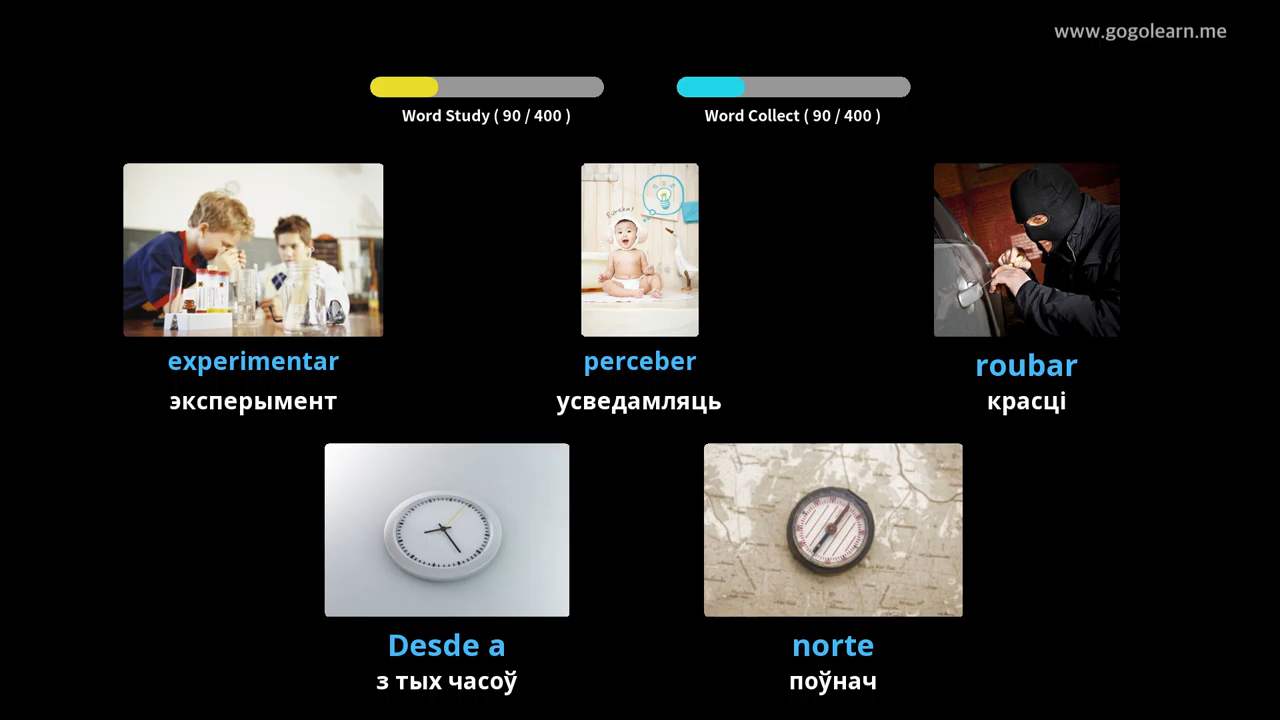 www.gogolearn.me
Word Study ( 90 / 400 )
Word Collect ( 90 / 400 )
Eureka!
experimentar
perceber
roubar
эксперымент
усведамляць
красці
Desde a
norte
з тых часоў
поўнач